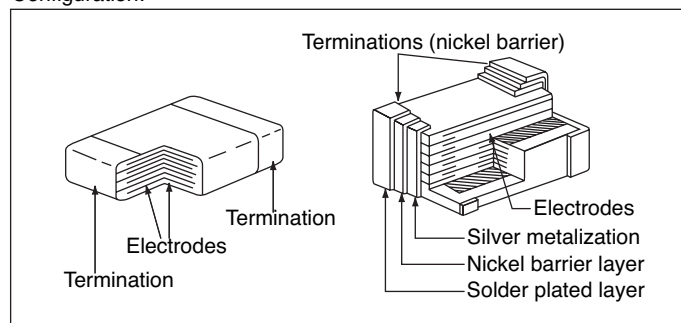 Configuration:
Terminations (nickel barrier)
Termination
Electrodes
Termination
Electrodes
Silver metalization
Nickel barrier layer
Solder plated layer